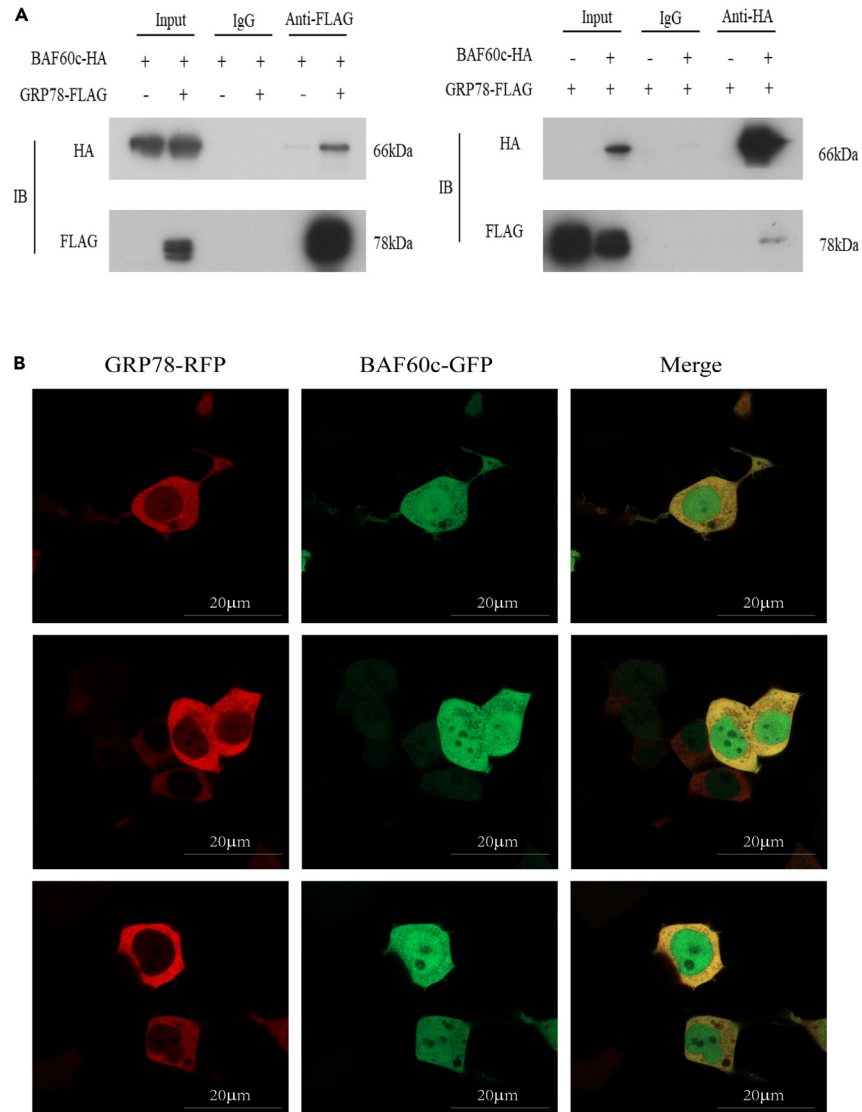 A
Input IgG Anti-FLAG
BAF60c-HA + + + + + +
GRP78-FLAG - + - + - +
HA 66kDa
IB
FLAG 78kDa
Input IgG Anti-HA
BAF60c-HA - + - + - +
GRP78-FLAG + + + + + +
HA 66kDa
IB
FLAG 78kDa
B
GRP78-RFP BAF60c-GFP Merge
20μm 20μm 20μm
20μm 20μm 20μm
20μm 20μm 20μm